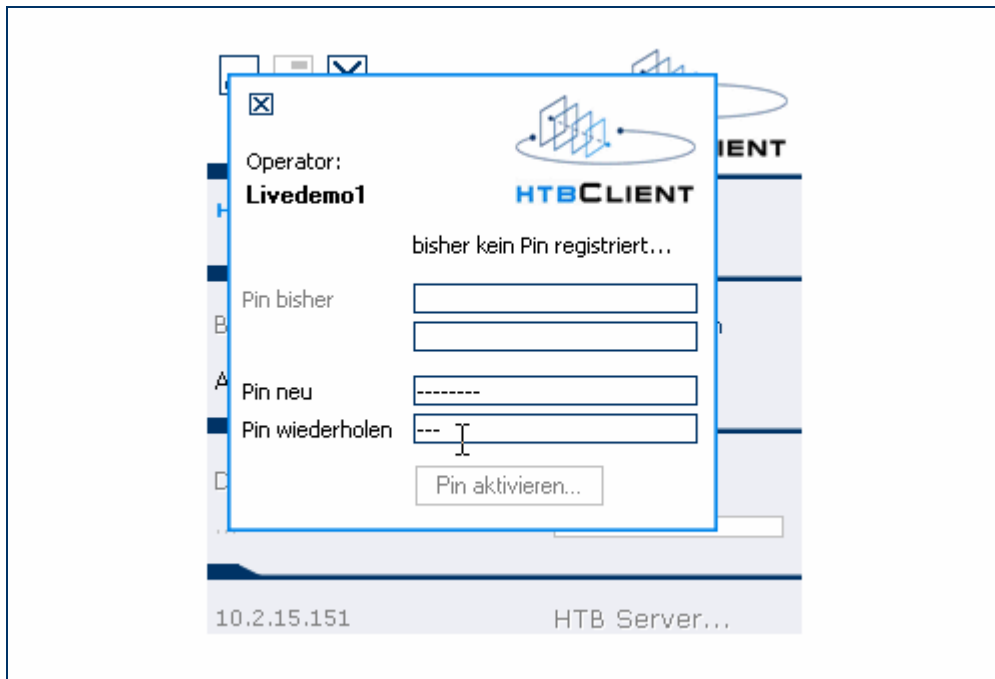 IENT
Operator:
Livedemo1
HTBCLIENT
H
bisher kein Pin registriert...
Pin bisher
B
Pin neu
--------
A
Pin wiederholen
---
D
Pin aktivieren...
10.2.15.151
HTB Server...